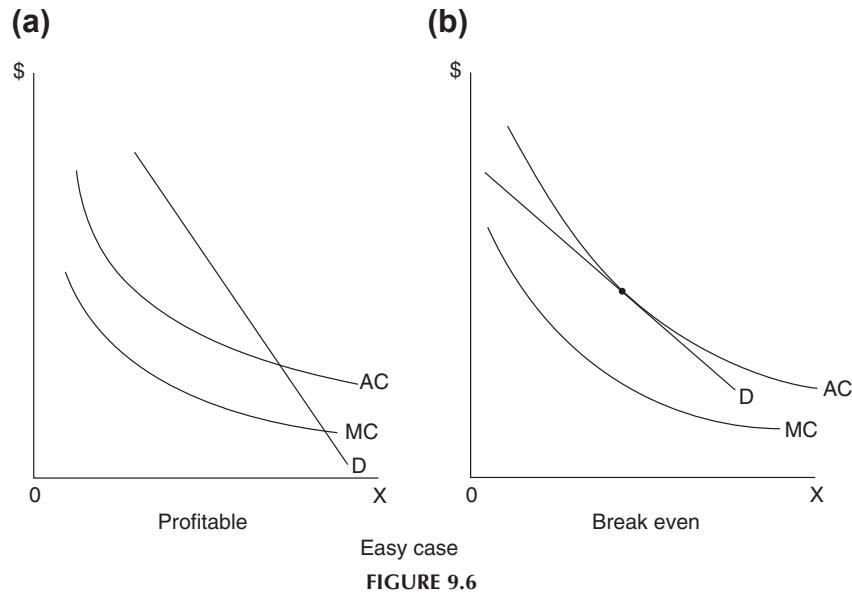 (a)
$
AC
MC
D
0
X
Profitable
(b)
$
AC
D
MC
0
X
Break even
Easy case
FIGURE 9.6